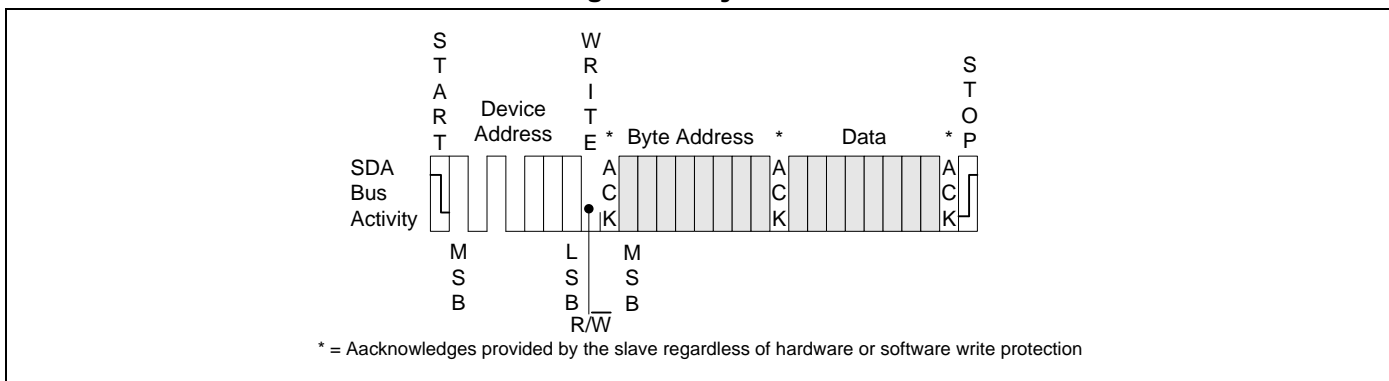 START
WRITE
STOP
Device
Address
* Byte Address * Data *
SDA
Bus
Activity
ACK
ACK
ACK
MSB
LSB
MSB
R/W
* = Aacknowledges provided by the slave regardless of hardware or software write protection